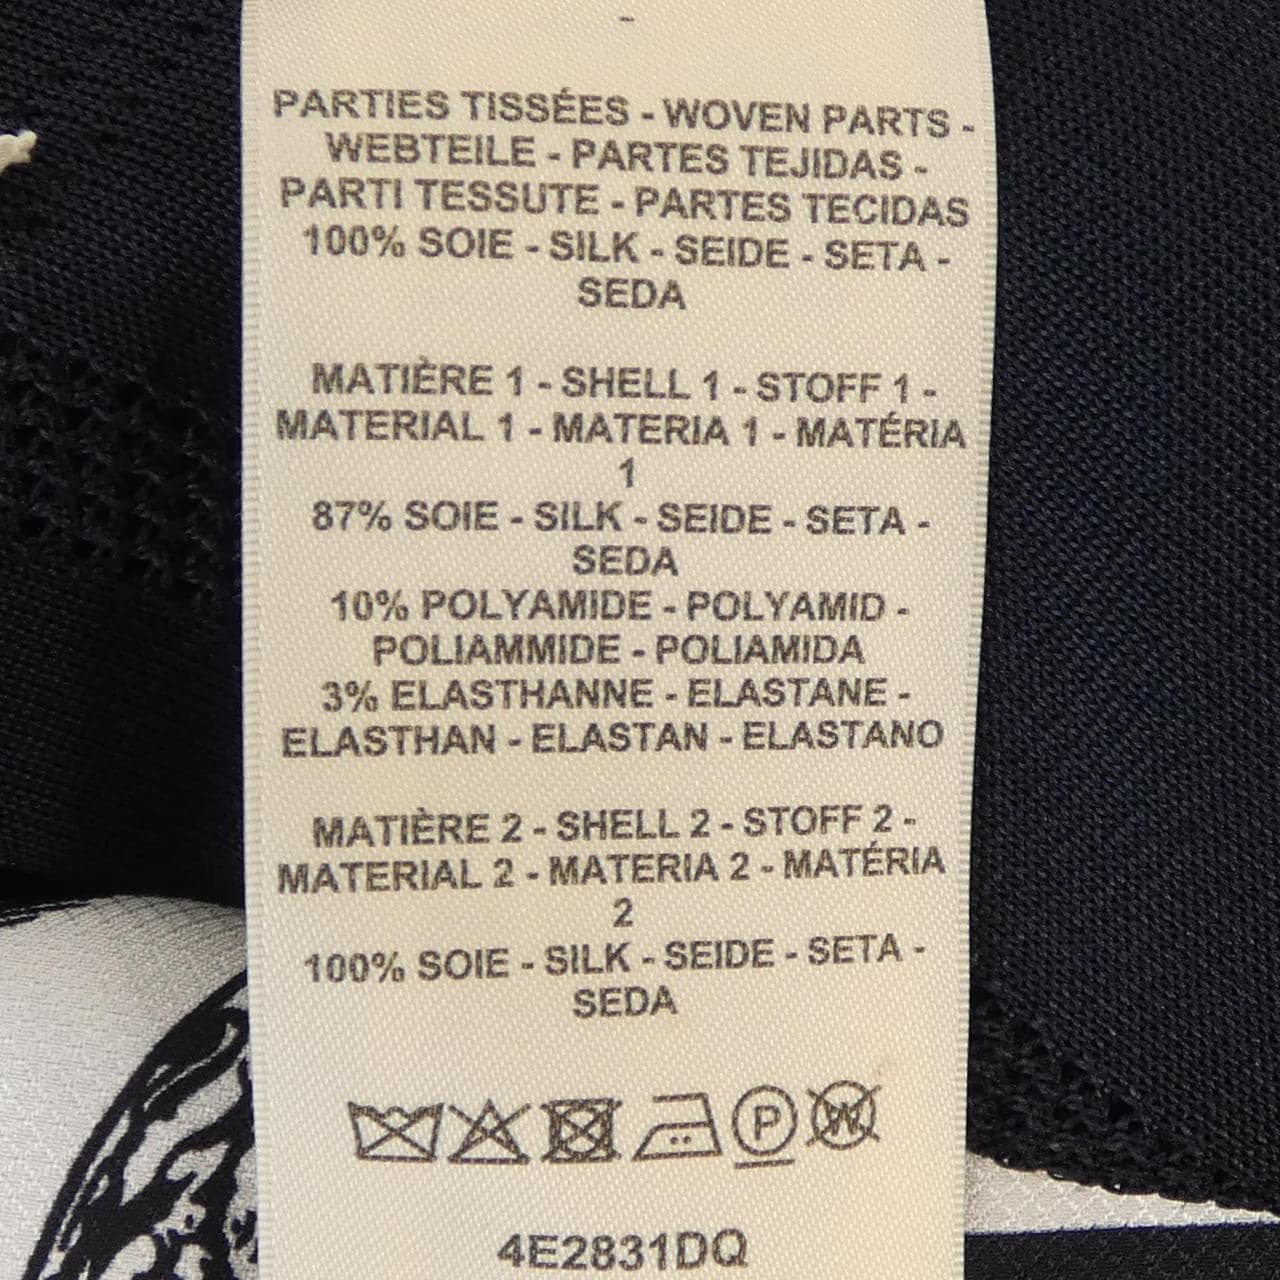 PARTIES TISSÉES - WOVEN PARTS -
WEBTEILE - PARTES TEJIDAS -
PARTI TESSUTE - PARTES TECIDAS
100% SOIE - SILK - SEIDE - SETA -
SEDA
MATIÈRE 1 - SHELL 1 - STOFF 1 -
MATERIAL 1 - MATERIA 1 - MATÉRIA
1
87% SOIE - SILK - SEIDE - SETA -
SEDA
10% POLYAMIDE - POLYAMID -
POLIAMMIDE - POLIAMIDA
3% ELASTHANNE - ELASTANE -
ELASTHAN - ELASTAN - ELASTANO
MATIÈRE 2 - SHELL 2 - STOFF 2 -
MATERIAL 2 - MATERIA 2 - MATÉRIA
2
100% SOIE - SILK - SEIDE - SETA -
SEDA
P W
4E2831DQ